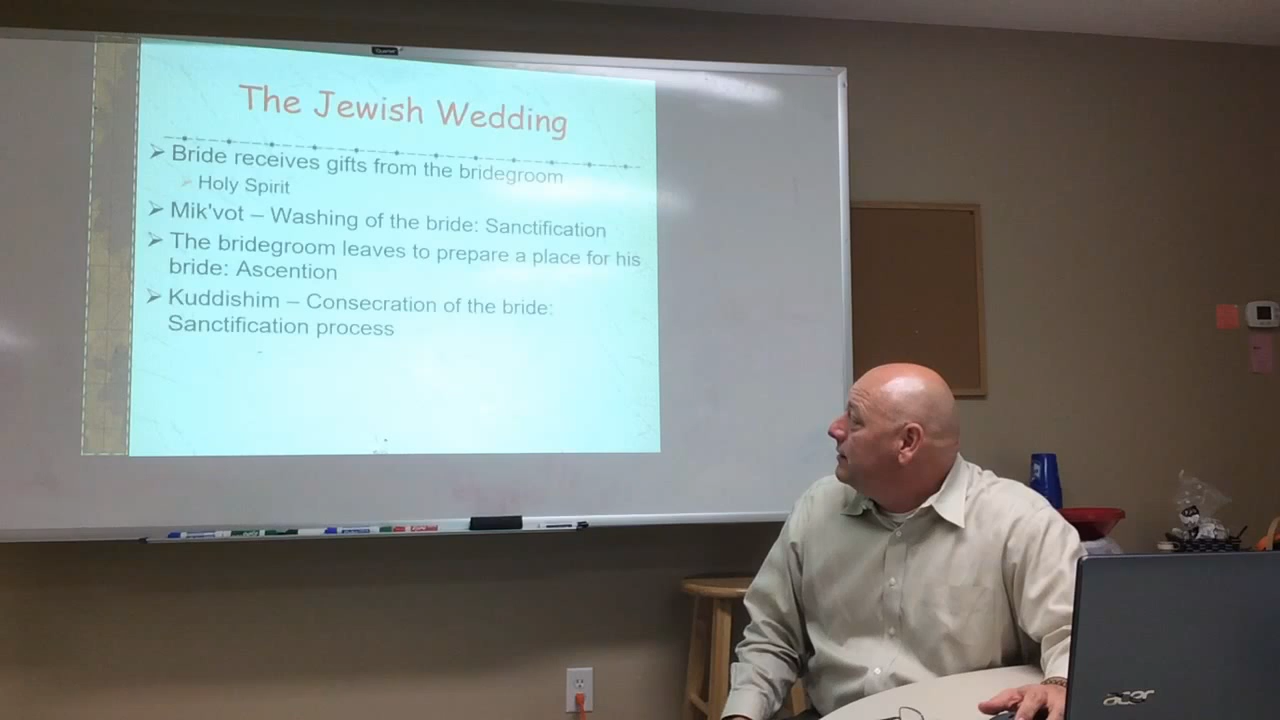 The Jewish Wedding
Bride receives gifts from the bridegroom
Holy Spirit
Mik'vot – Washing of the bride: Sanctification
The bridegroom leaves to prepare a place for his
bride: Ascention
Kuddishim – Consecration of the bride:
Sanctification process
acer